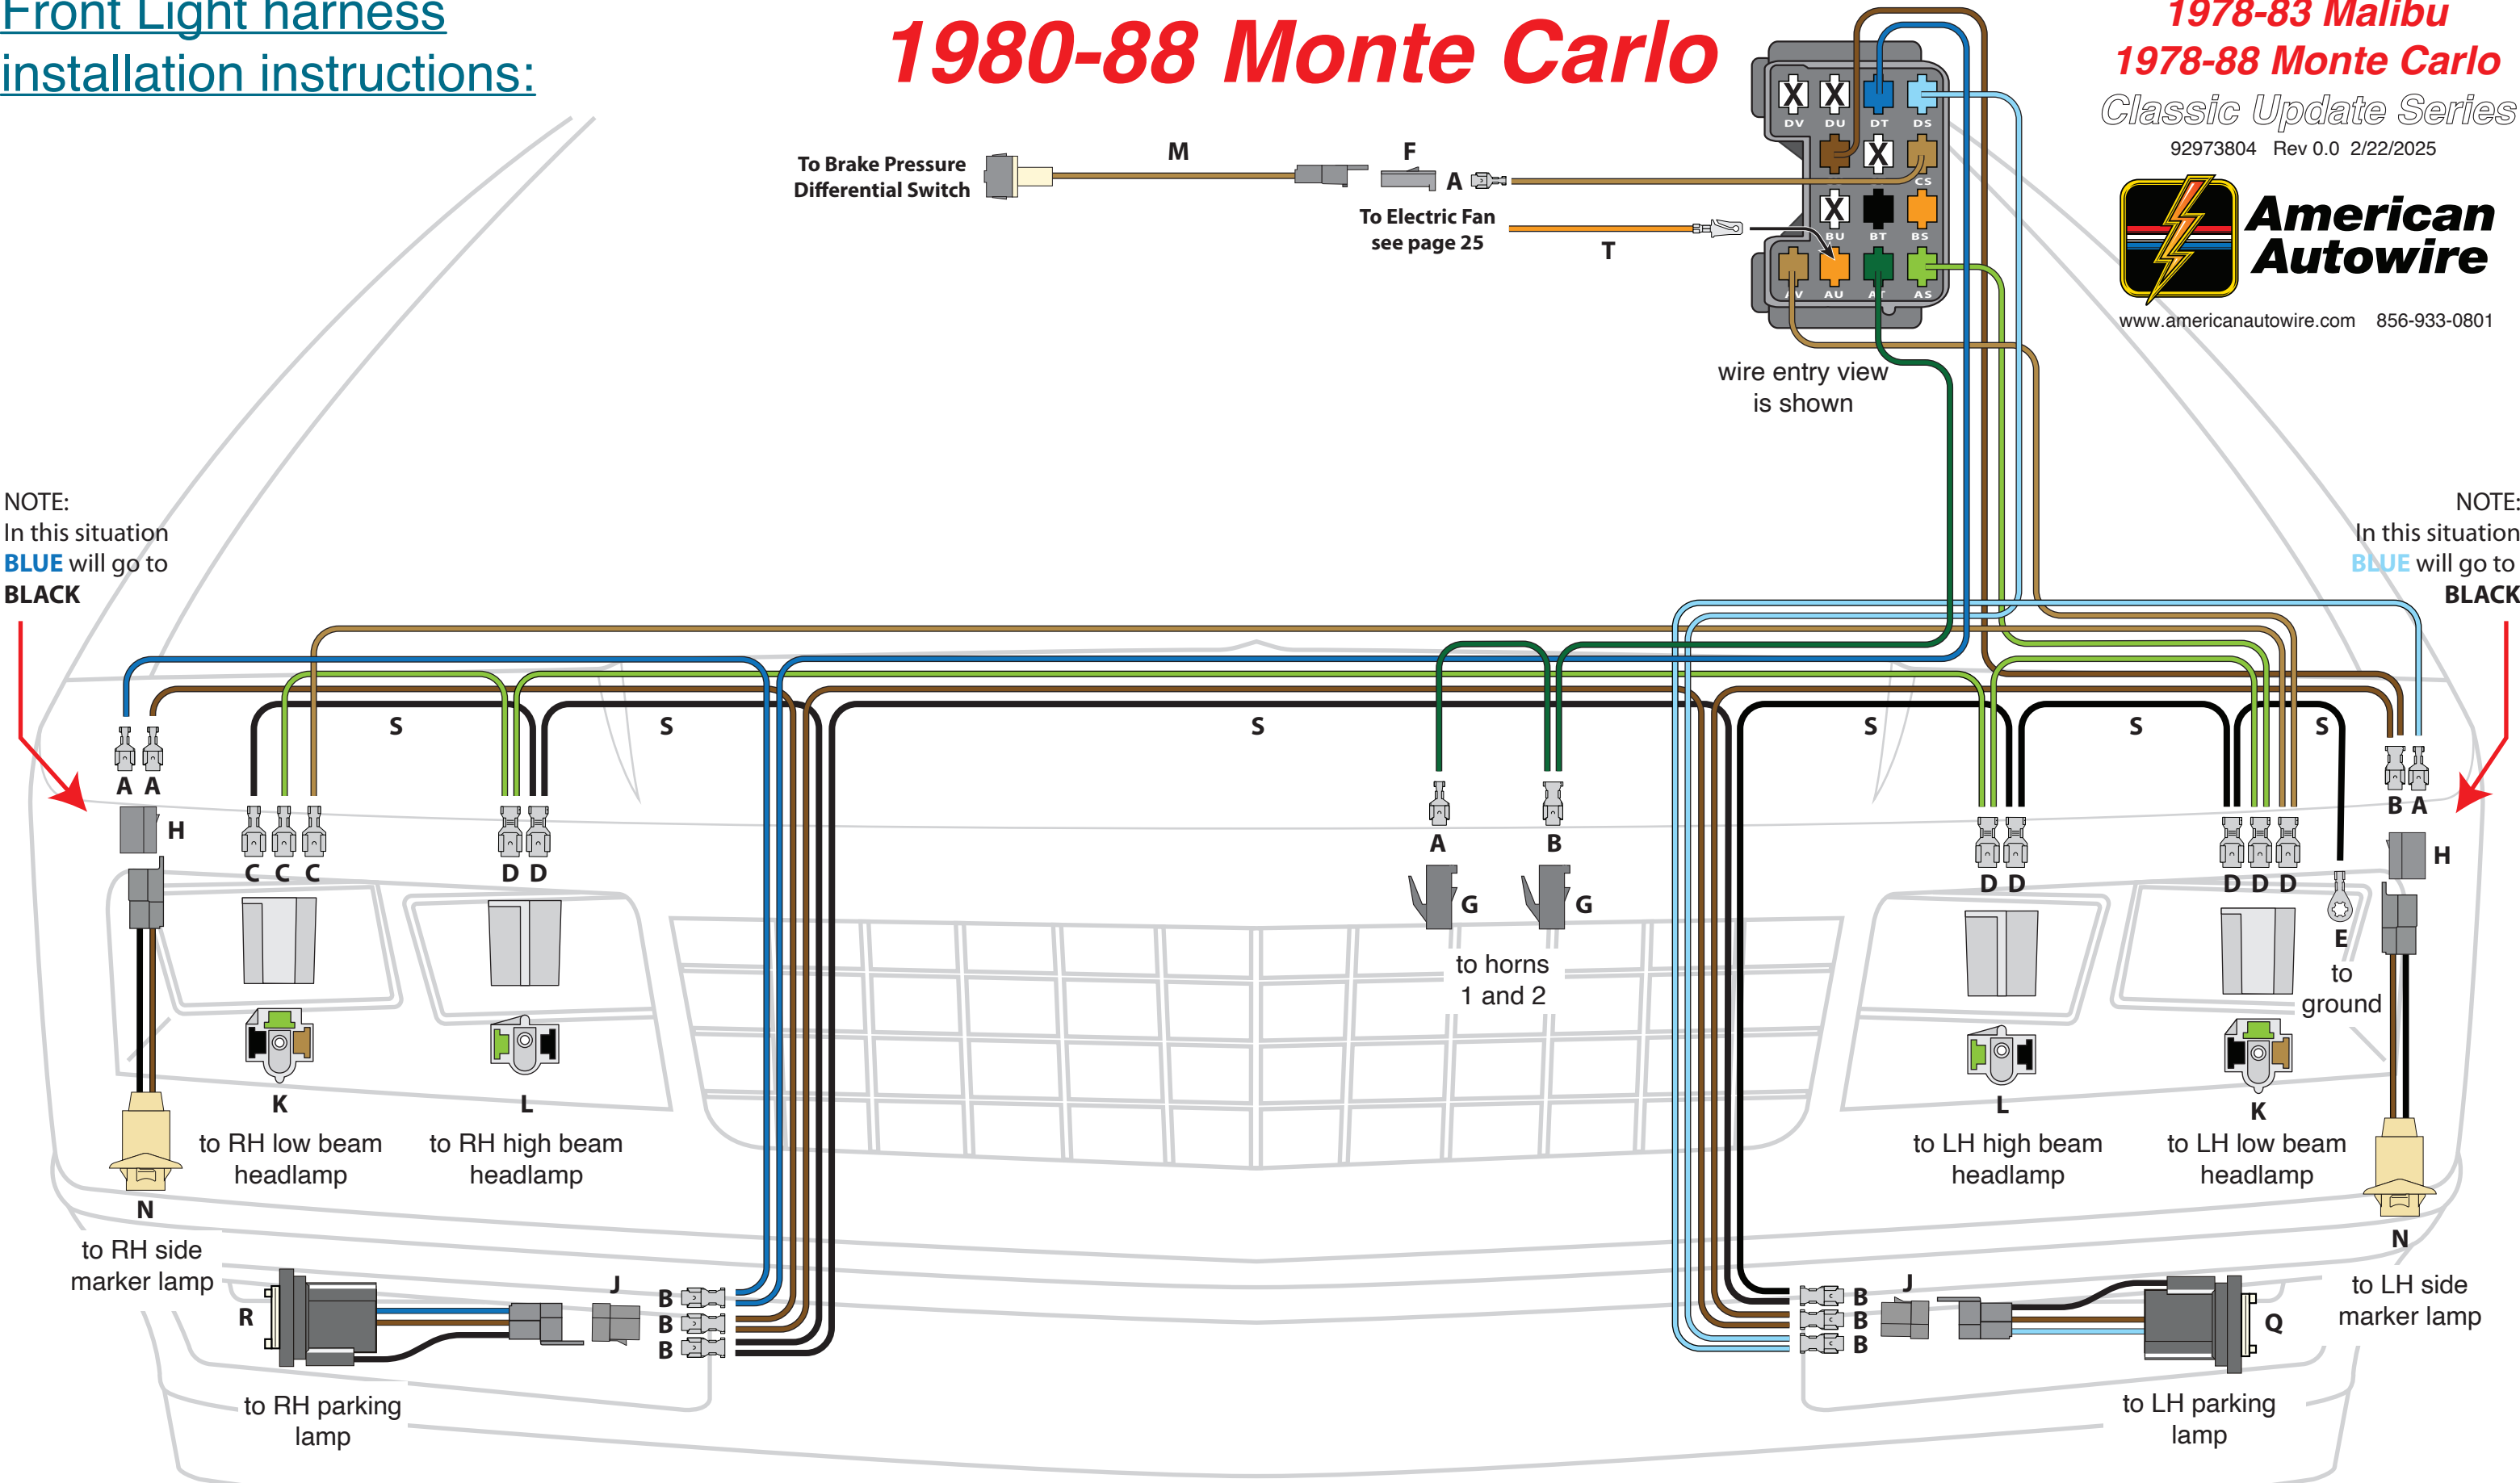 Front Light harness
installation instructions:
1980-88 Monte Carlo
1978-83 Malibu
1978-88 Monte Carlo
Classic Update Series
92973804 Rev 0.0 2/22/2025
American
Autowire
www.americanautowire.com 856-933-0801
X X
DV DU DT DS
X
CS
X
BU BT BS
AV AU AT AS
To Brake Pressure
Differential Switch
M
F
A
To Electric Fan
see page 25
T
wire entry view
is shown
NOTE:
In this situation
BLUE will go to
BLACK
NOTE:
In this situation
BLUE will go to
BLACK
S S S S S S
A A
H
C C C
D D
A
B
G
G
to horns
1 and 2
D D
D D D
E
to
ground
B A
H
K
to RH low beam
headlamp
L
to RH high beam
headlamp
L
to LH high beam
headlamp
K
to LH low beam
headlamp
N
to RH side
marker lamp
N
to LH side
marker lamp
R
J
B
B
B
to RH parking
lamp
B
B
B
J
Q
to LH parking
lamp